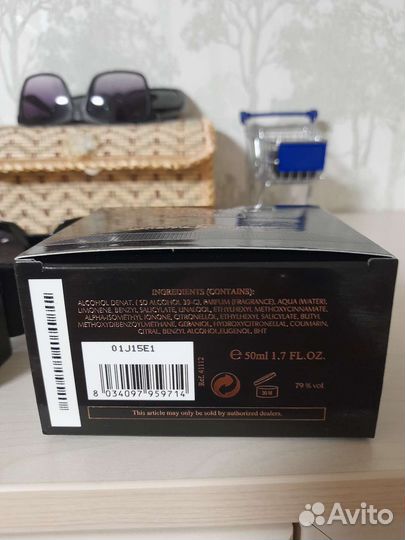 INGREDIENTS (CONTAINS):
ALCOHOL DENAT. ( SD ALCOHOL 39-C), PARFUM (FRAGRANCE), AQUA (WATER),
LIMONENE, BENZYL SALICYLATE, LINALOOL, ETHYLHEXYL METHOXYCINNAMATE,
ALPHA-ISOMETHYL IONONE, CITRONELLOL, ETHYLHEXYL SALICYLATE, BUTYL
METHOXYDIBENZOYLMETHANE, GERANIOL, HYDROXYCITRONELLAL, COUMARIN,
CITRAL, BENZYL ALCOHOL,EUGENOL, BHT
01J15E1
8 034097 959714
Ref. 41112
℮ 50ml 1.7 FL.OZ.
79 % vol
36 M
This article may only be sold by authorized dealers.
Avito